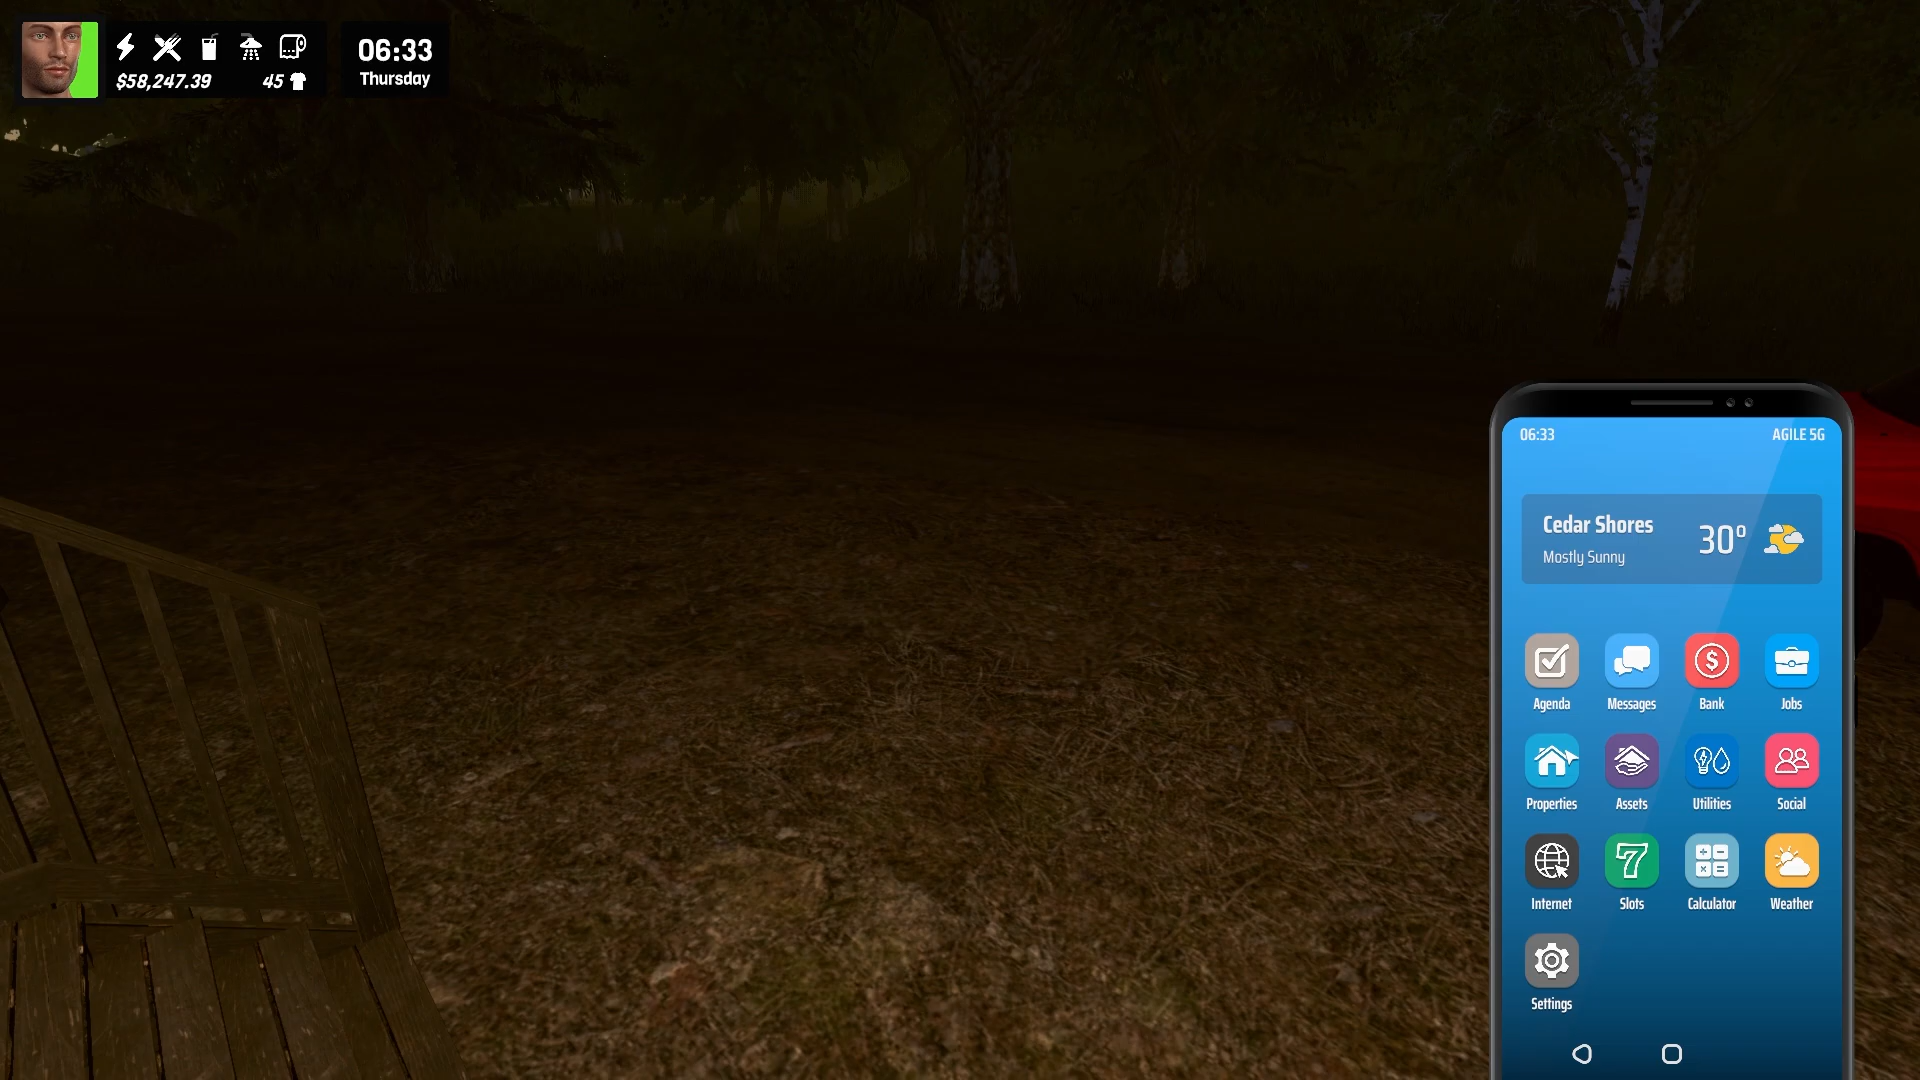 $58,247.39 45
06:33
Thursday
06:33 AGILE 5G
Cedar Shores
Mostly Sunny
30°
Agenda Messages Bank Jobs
Properties Assets Utilities Social
7
Internet Slots Calculator Weather
Settings